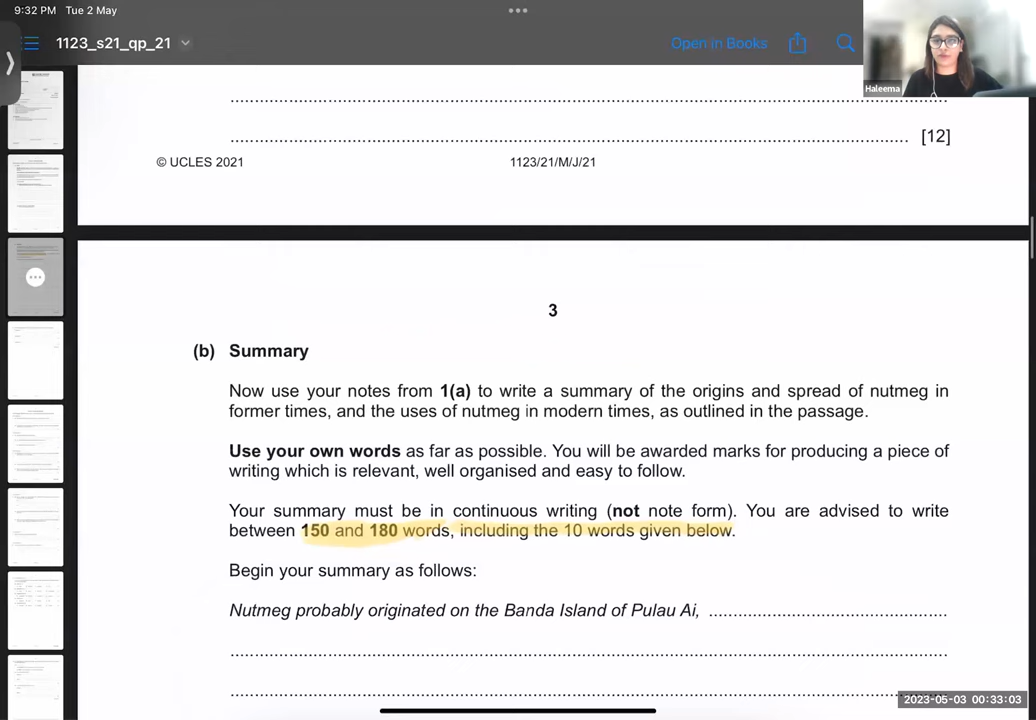 9:32 PM Tue 2 May
1123_s21_qp_21
Open in Books
Haleema
[12]
© UCLES 2021
1123/21/M/J/21
3
(b) Summary
Now use your notes from 1(a) to write a summary of the origins and spread of nutmeg in
former times, and the uses of nutmeg in modern times, as outlined in the passage.
Use your own words as far as possible. You will be awarded marks for producing a piece of
writing which is relevant, well organised and easy to follow.
Your summary must be in continuous writing (not note form). You are advised to write
between 150 and 180 words, including the 10 words given below.
Begin your summary as follows:
Nutmeg probably originated on the Banda Island of Pulau Ai,
2023-05-03 00:33:03